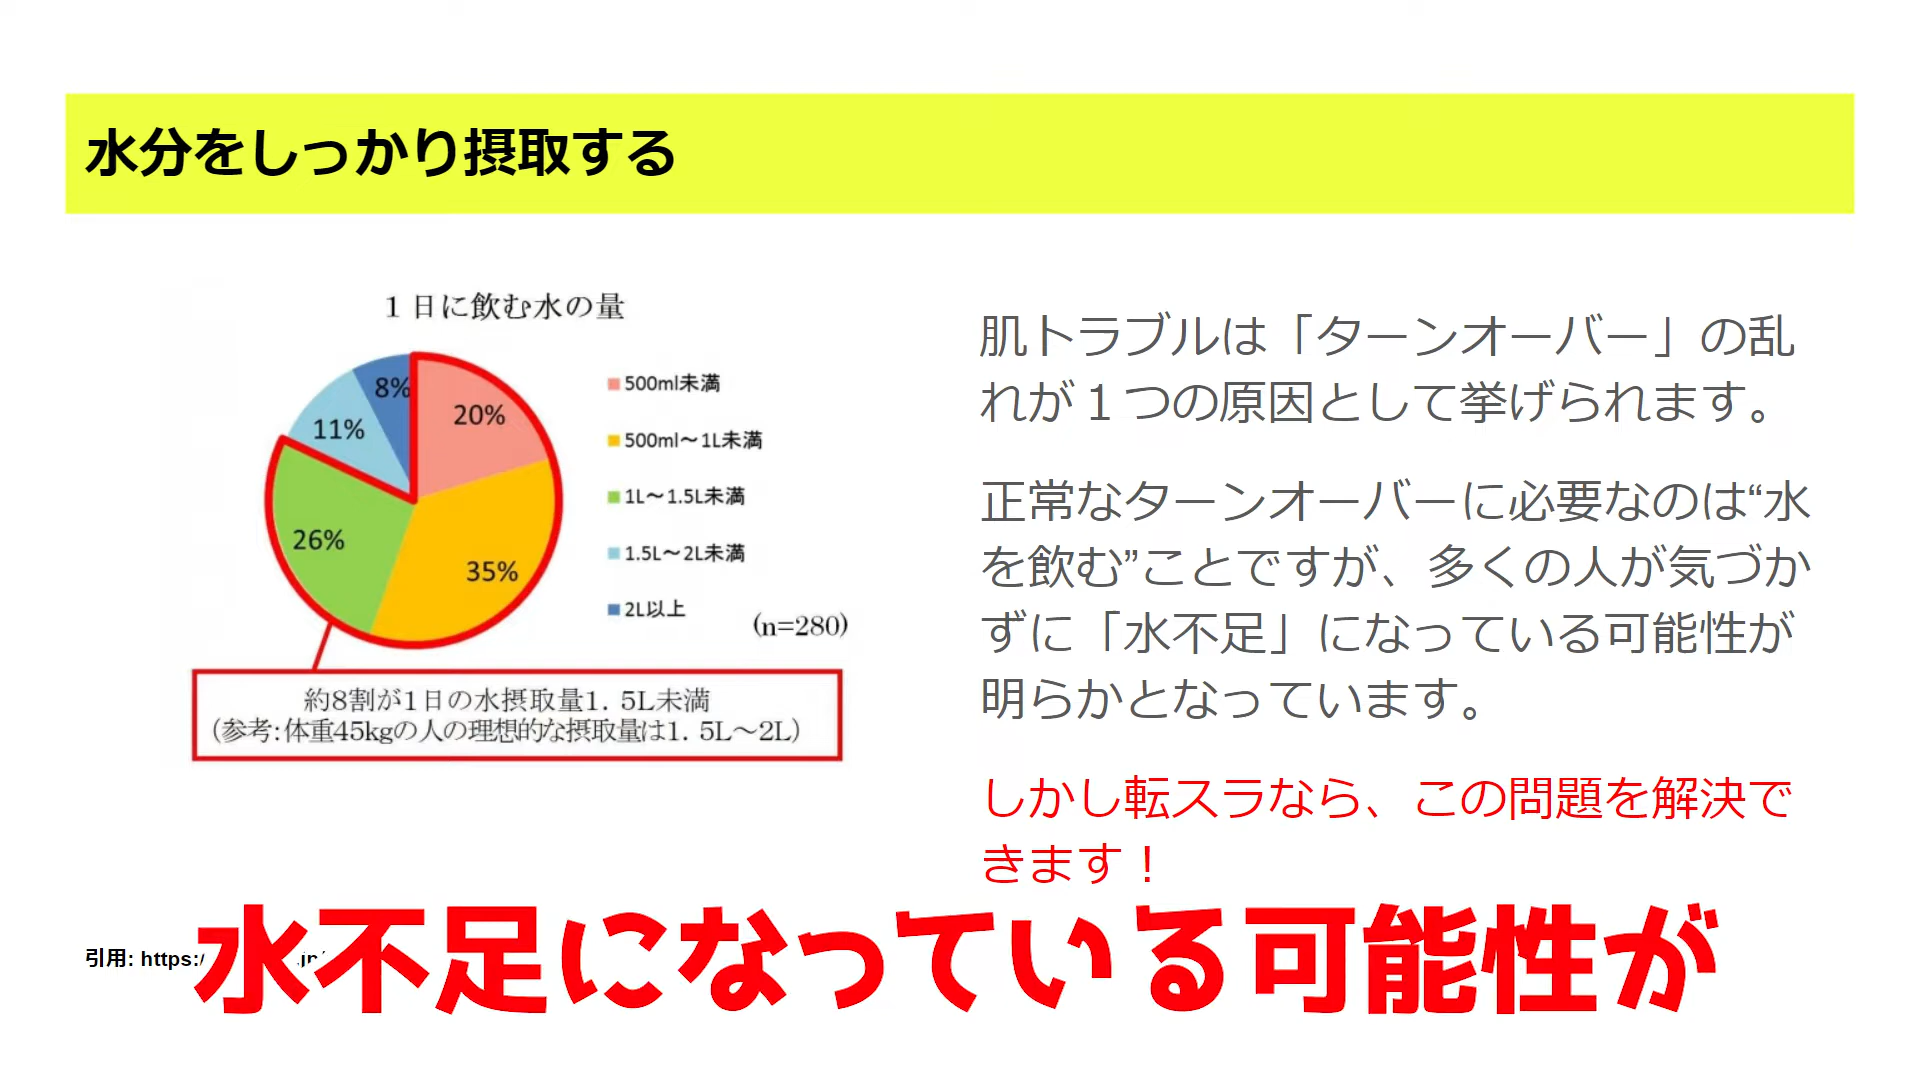 水分をしっかり摂取する
1日に飲む水の量
8%
20%
11%
26%
35%
500ml未満
500ml～1L未満
1L～1.5L未満
1.5L～2L未満
2L以上
(n=280)
約8割が1日の水摂取量1.5L未満
(参考:体重45kgの人の理想的な摂取量は1.5L～2L)
肌トラブルは「ターンオーバー」の乱
れが１つの原因として挙げられます。
正常なターンオーバーに必要なのは“水
を飲む”ことですが、多くの人が気づか
ずに「水不足」になっている可能性が
明らかとなっています。
しかし転スラなら、この問題を解決で
きます！
引用: https:/
水不足になっている可能性が